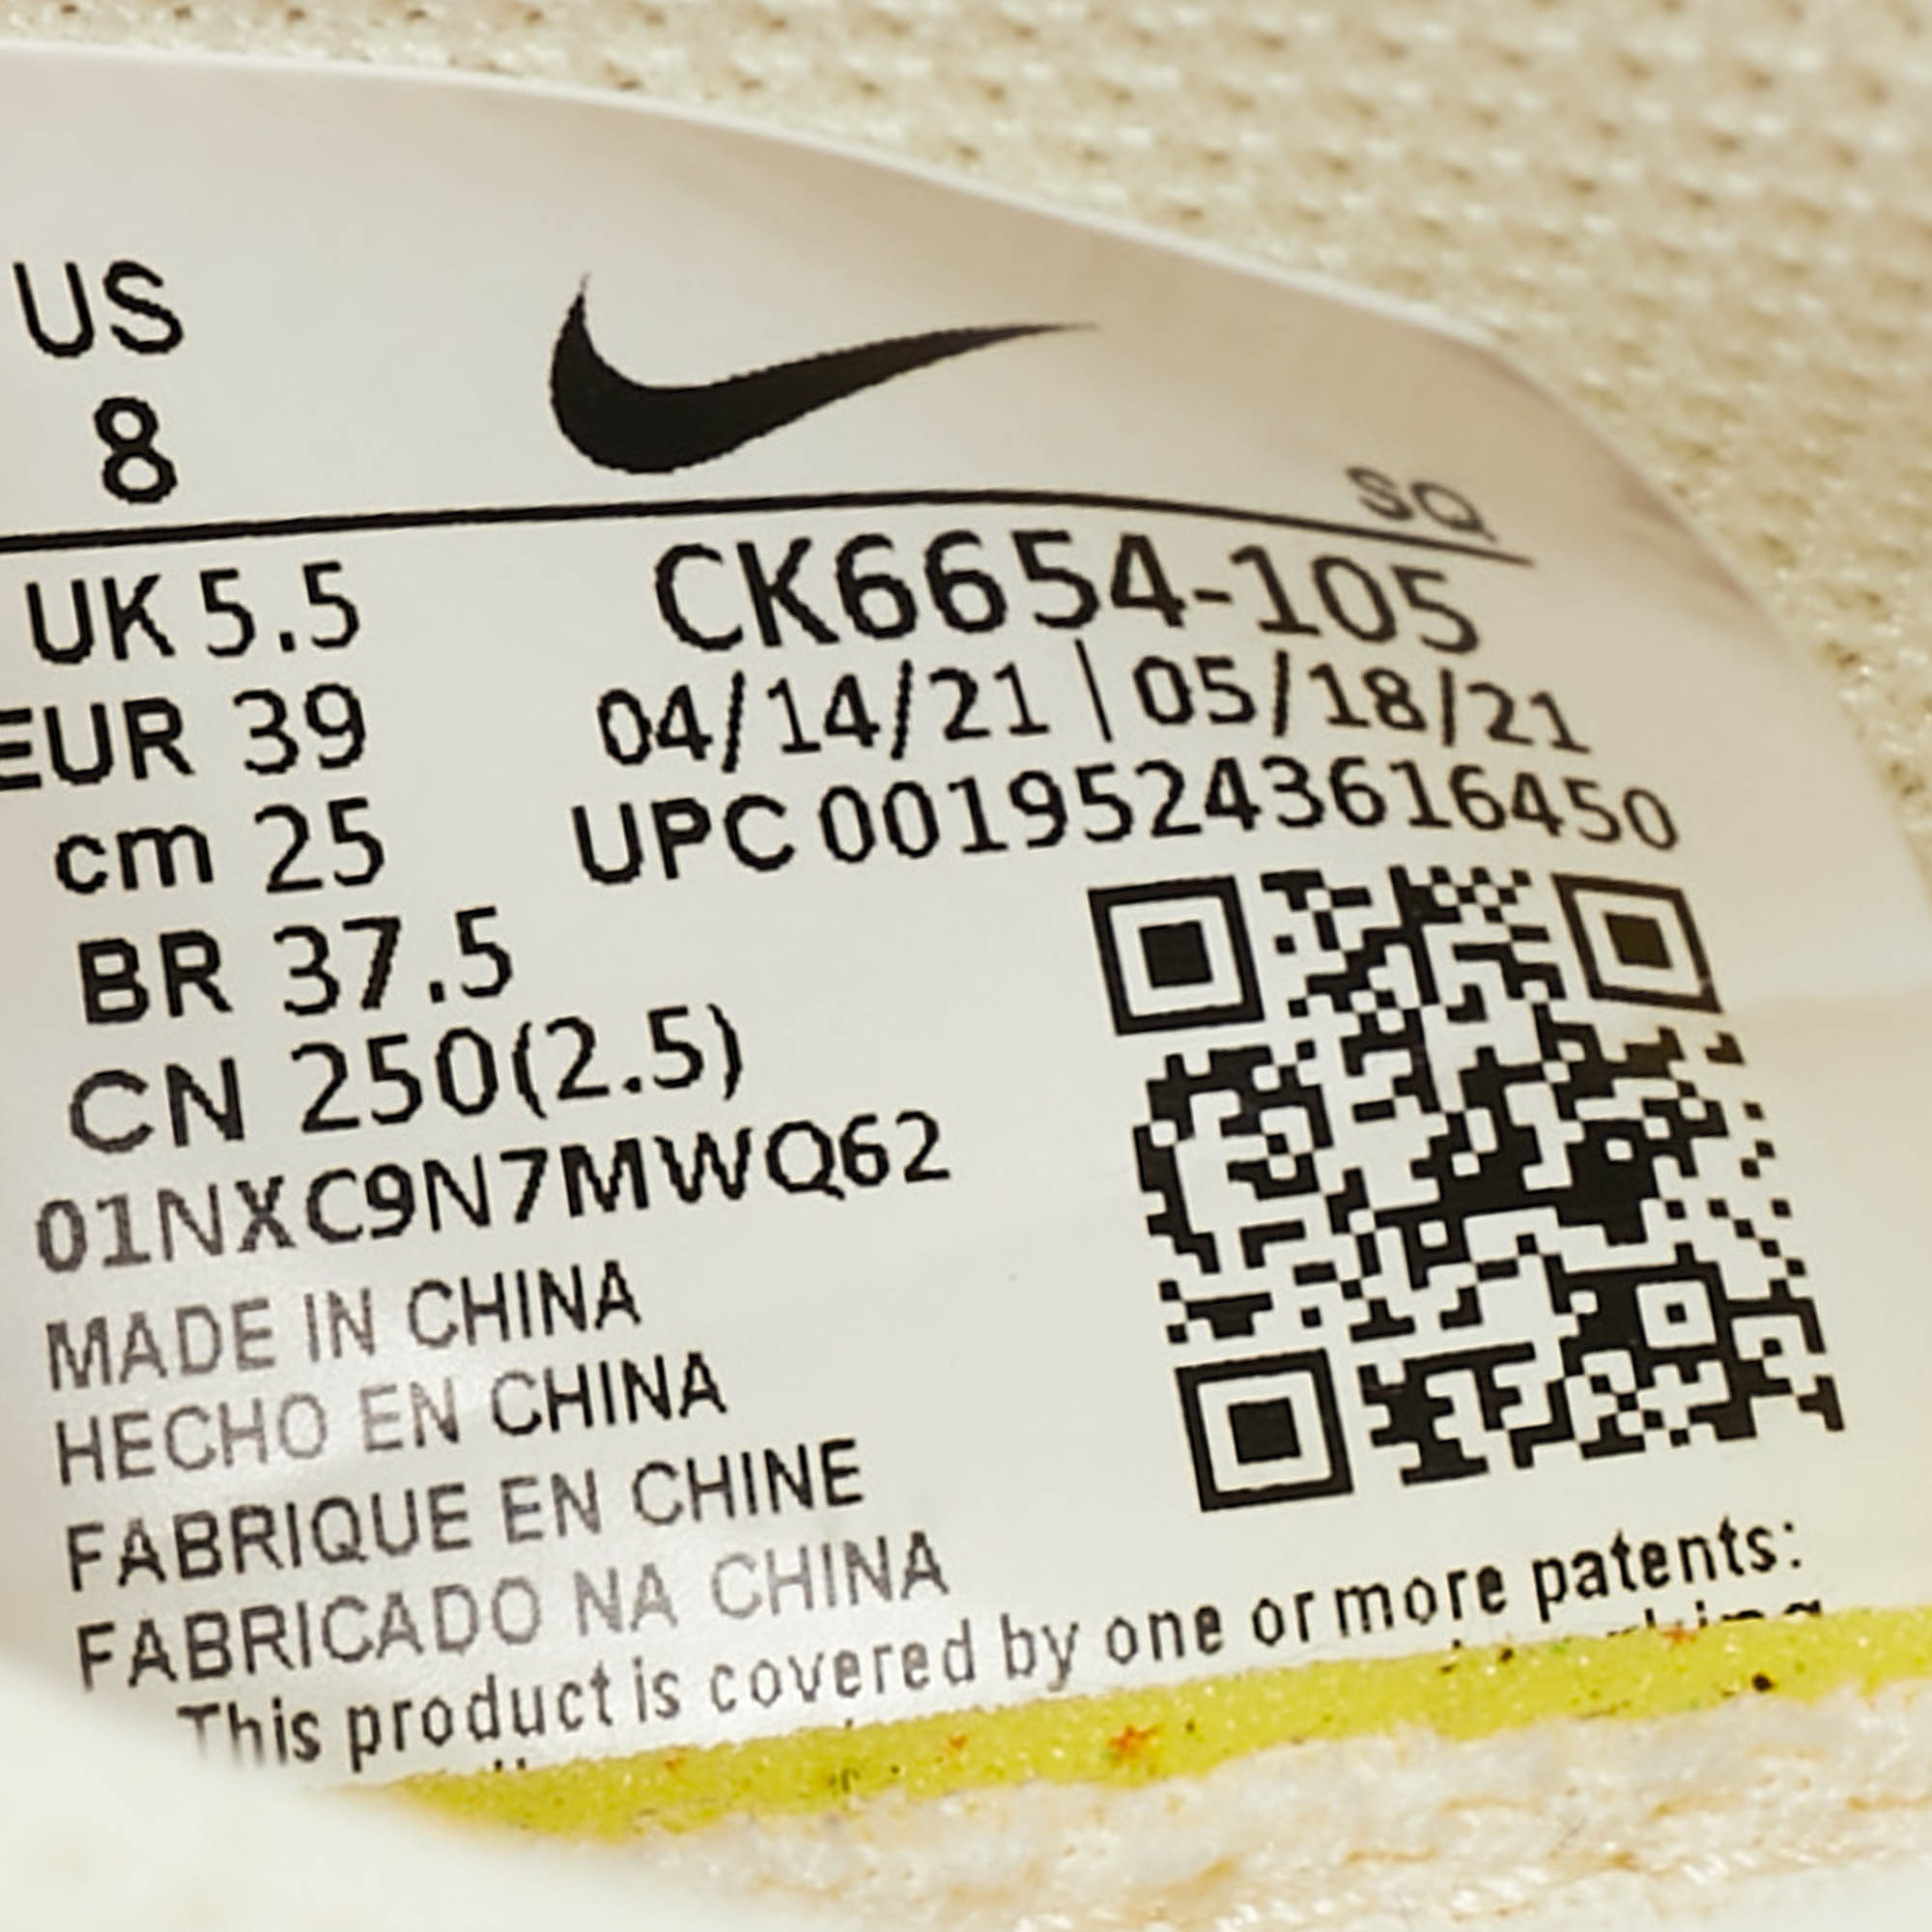 US
8
SQ
UK 5.5
CK6654-105
EUR 39
04/14/21 | 05/18/21
cm 25
UPC 00195243616450
BR 37.5
CN 250(2.5)
01NXC9N7MWQ62
MADE IN CHINA
HECHO EN CHINA
FABRIQUE EN CHINE
FABRICADO NA CHINA
This product is covered by one or more patents: